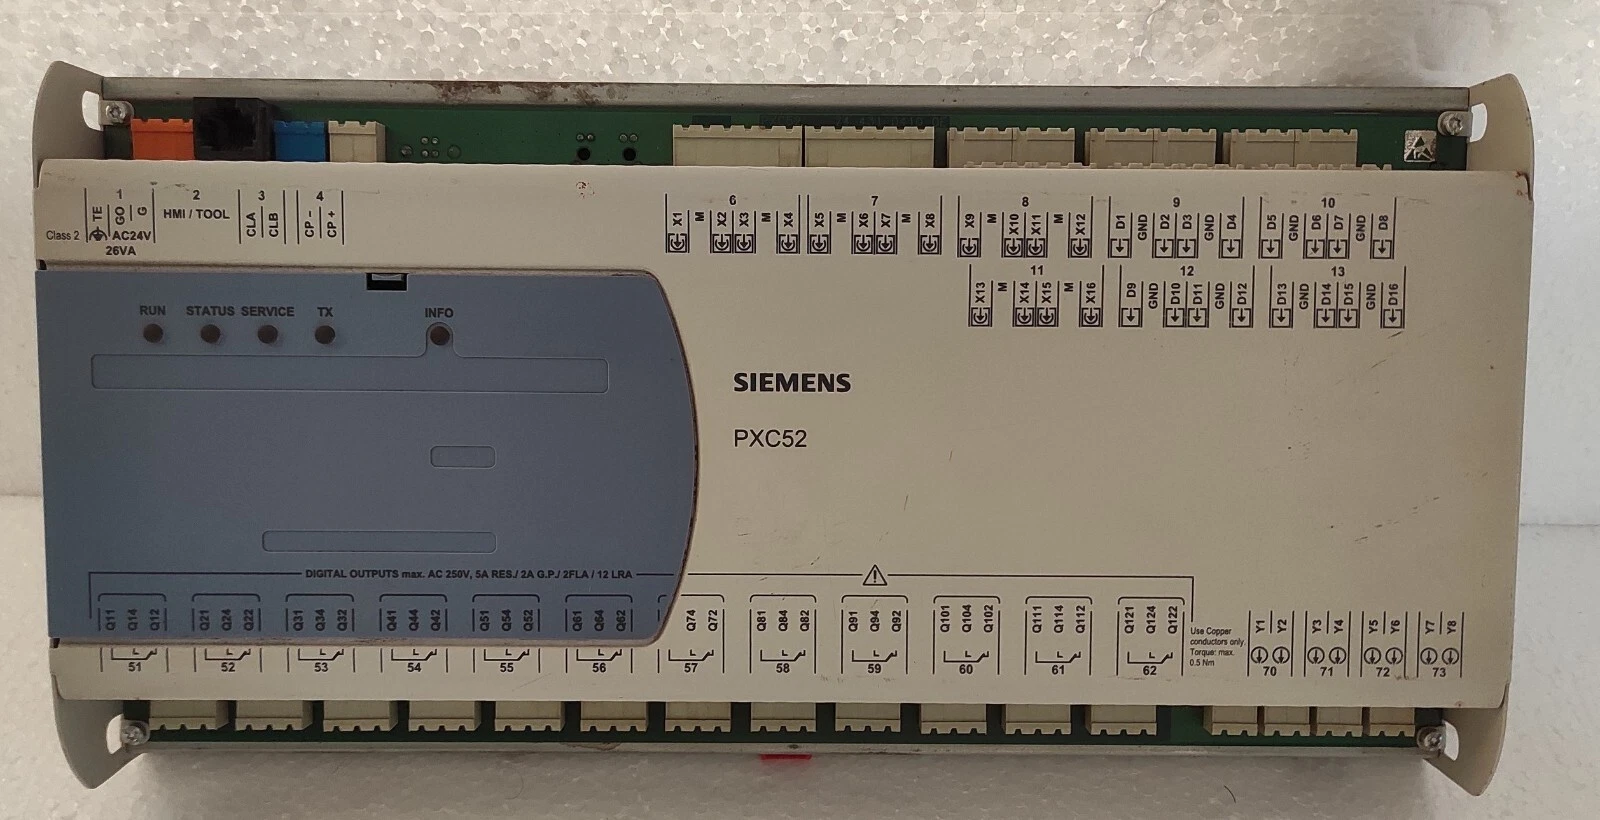 1 2 3 4
TE GO G HMI / TOOL CLA CLB CP - CP +
Class 2 AC24V
26VA
6 7 8 9 10
X1 M X2 X3 M X4 X5 M X6 X7 M X8 X9 M X10 X11 M X12 D1 GND D2 D3 GND D4 D5 GND D6 D7 GND D8
11 12 13
X13 M X14 X15 M X16 D9 GND D10 D11 GND D12 D13 GND D14 D15 GND D16
RUN STATUS SERVICE TX INFO
SIEMENS
PXC52
DIGITAL OUTPUTS max. AC 250V, 5A RES./ 2A G.P./ 2FLA / 12 LRA
Q11 Q14 Q12 Q21 Q24 Q22 Q31 Q34 Q32 Q41 Q44 Q42 Q51 Q54 Q52 Q61 Q64 Q62 Q74 Q72 Q81 Q84 Q82 Q91 Q94 Q92 Q101 Q104 Q102 Q111 Q114 Q112 Q121 Q124 Q122
Use Copper
conductors only.
Torque: max.
0.5 Nm
Y1 Y2 Y3 Y4 Y5 Y6 Y7 Y8
51 52 53 54 55 56 57 58 59 60 61 62 70 71 72 73